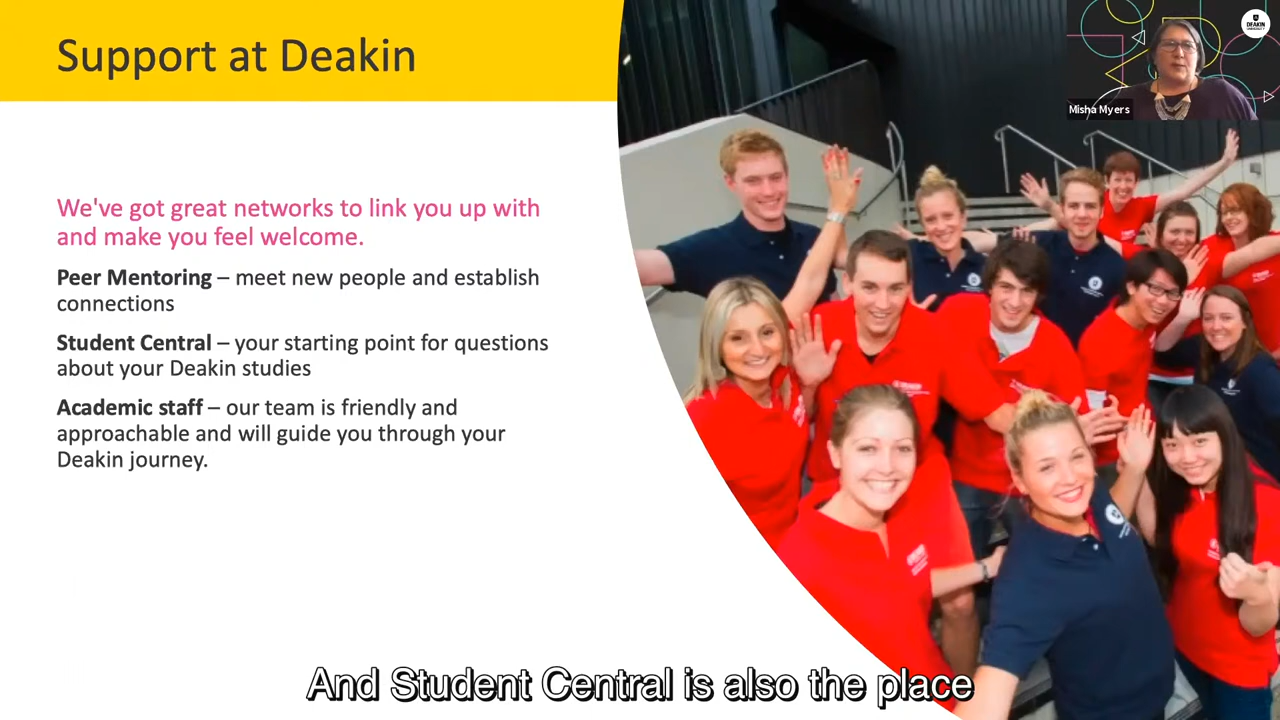 Support at Deakin
We've got great networks to link you up with
and make you feel welcome.
Peer Mentoring – meet new people and establish
connections
Student Central – your starting point for questions
about your Deakin studies
Academic staff – our team is friendly and
approachable and will guide you through your
Deakin journey.
DEAKIN
UNIVERSITY
Misha Myers
And Student Central is also the place